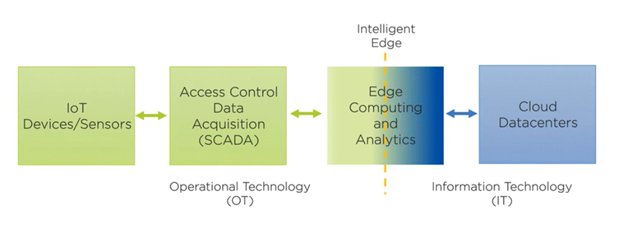 Intelligent
Edge
IoT
Devices/Sensors
Access Control
Data
Acquisition
(SCADA)
Edge
Computing
and
Analytics
Cloud
Datacenters
Operational Technology
(OT)
Information Technology
(IT)